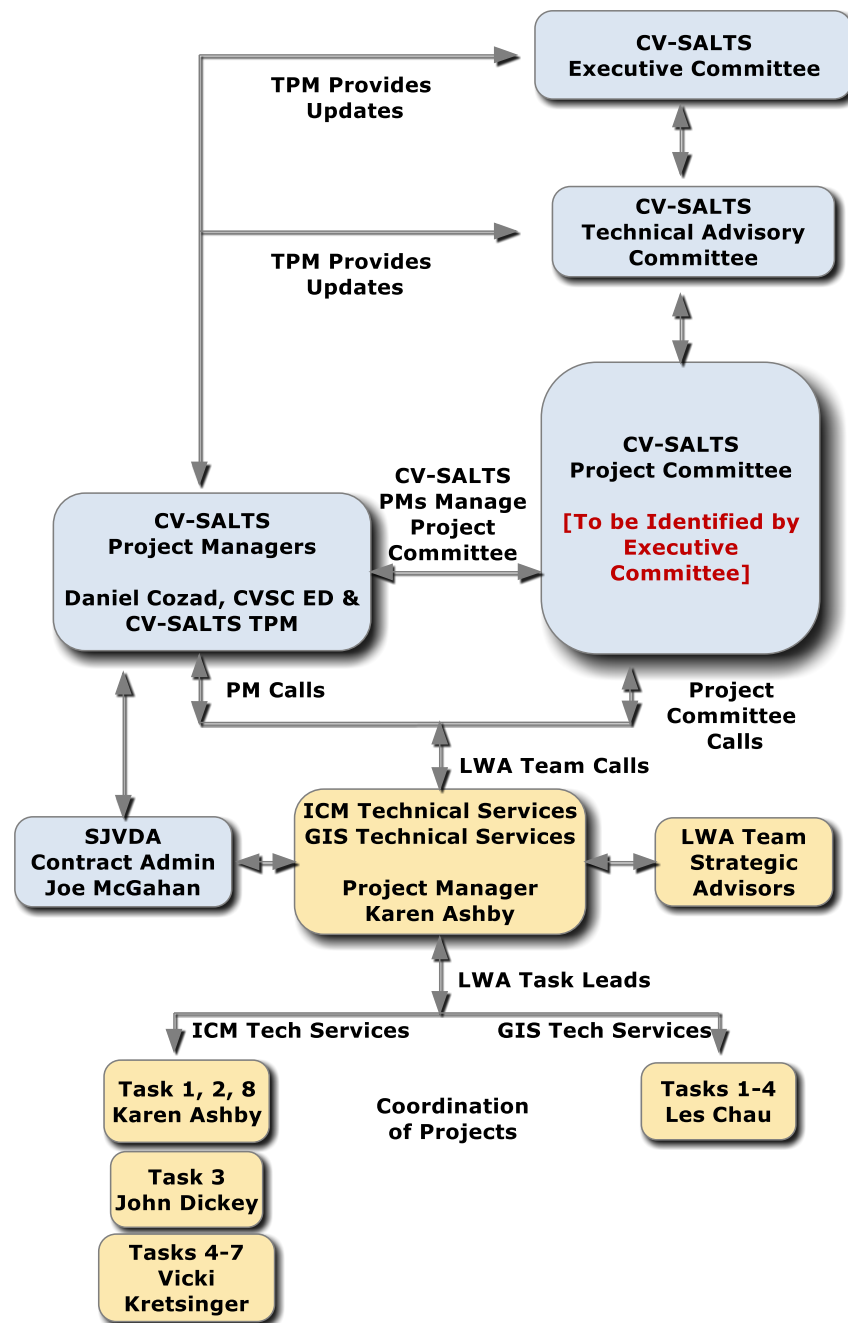 CV-SALTS
Executive Committee
TPM Provides
Updates
CV-SALTS
Technical Advisory
Committee
TPM Provides
Updates
CV-SALTS
Project Committee
[To be Identified by
Executive
Committee]
CV-SALTS
PMs Manage
Project
Committee
CV-SALTS
Project Managers
Daniel Cozad, CVSC ED &
CV-SALTS TPM
PM Calls
Project
Committee
Calls
LWA Team Calls
SJVDA
Contract Admin
Joe McGahan
ICM Technical Services
GIS Technical Services
Project Manager
Karen Ashby
LWA Team
Strategic
Advisors
LWA Task Leads
ICM Tech Services
GIS Tech Services
Task 1, 2, 8
Karen Ashby
Coordination
of Projects
Tasks 1-4
Les Chau
Task 3
John Dickey
Tasks 4-7
Vicki
Kretsinger